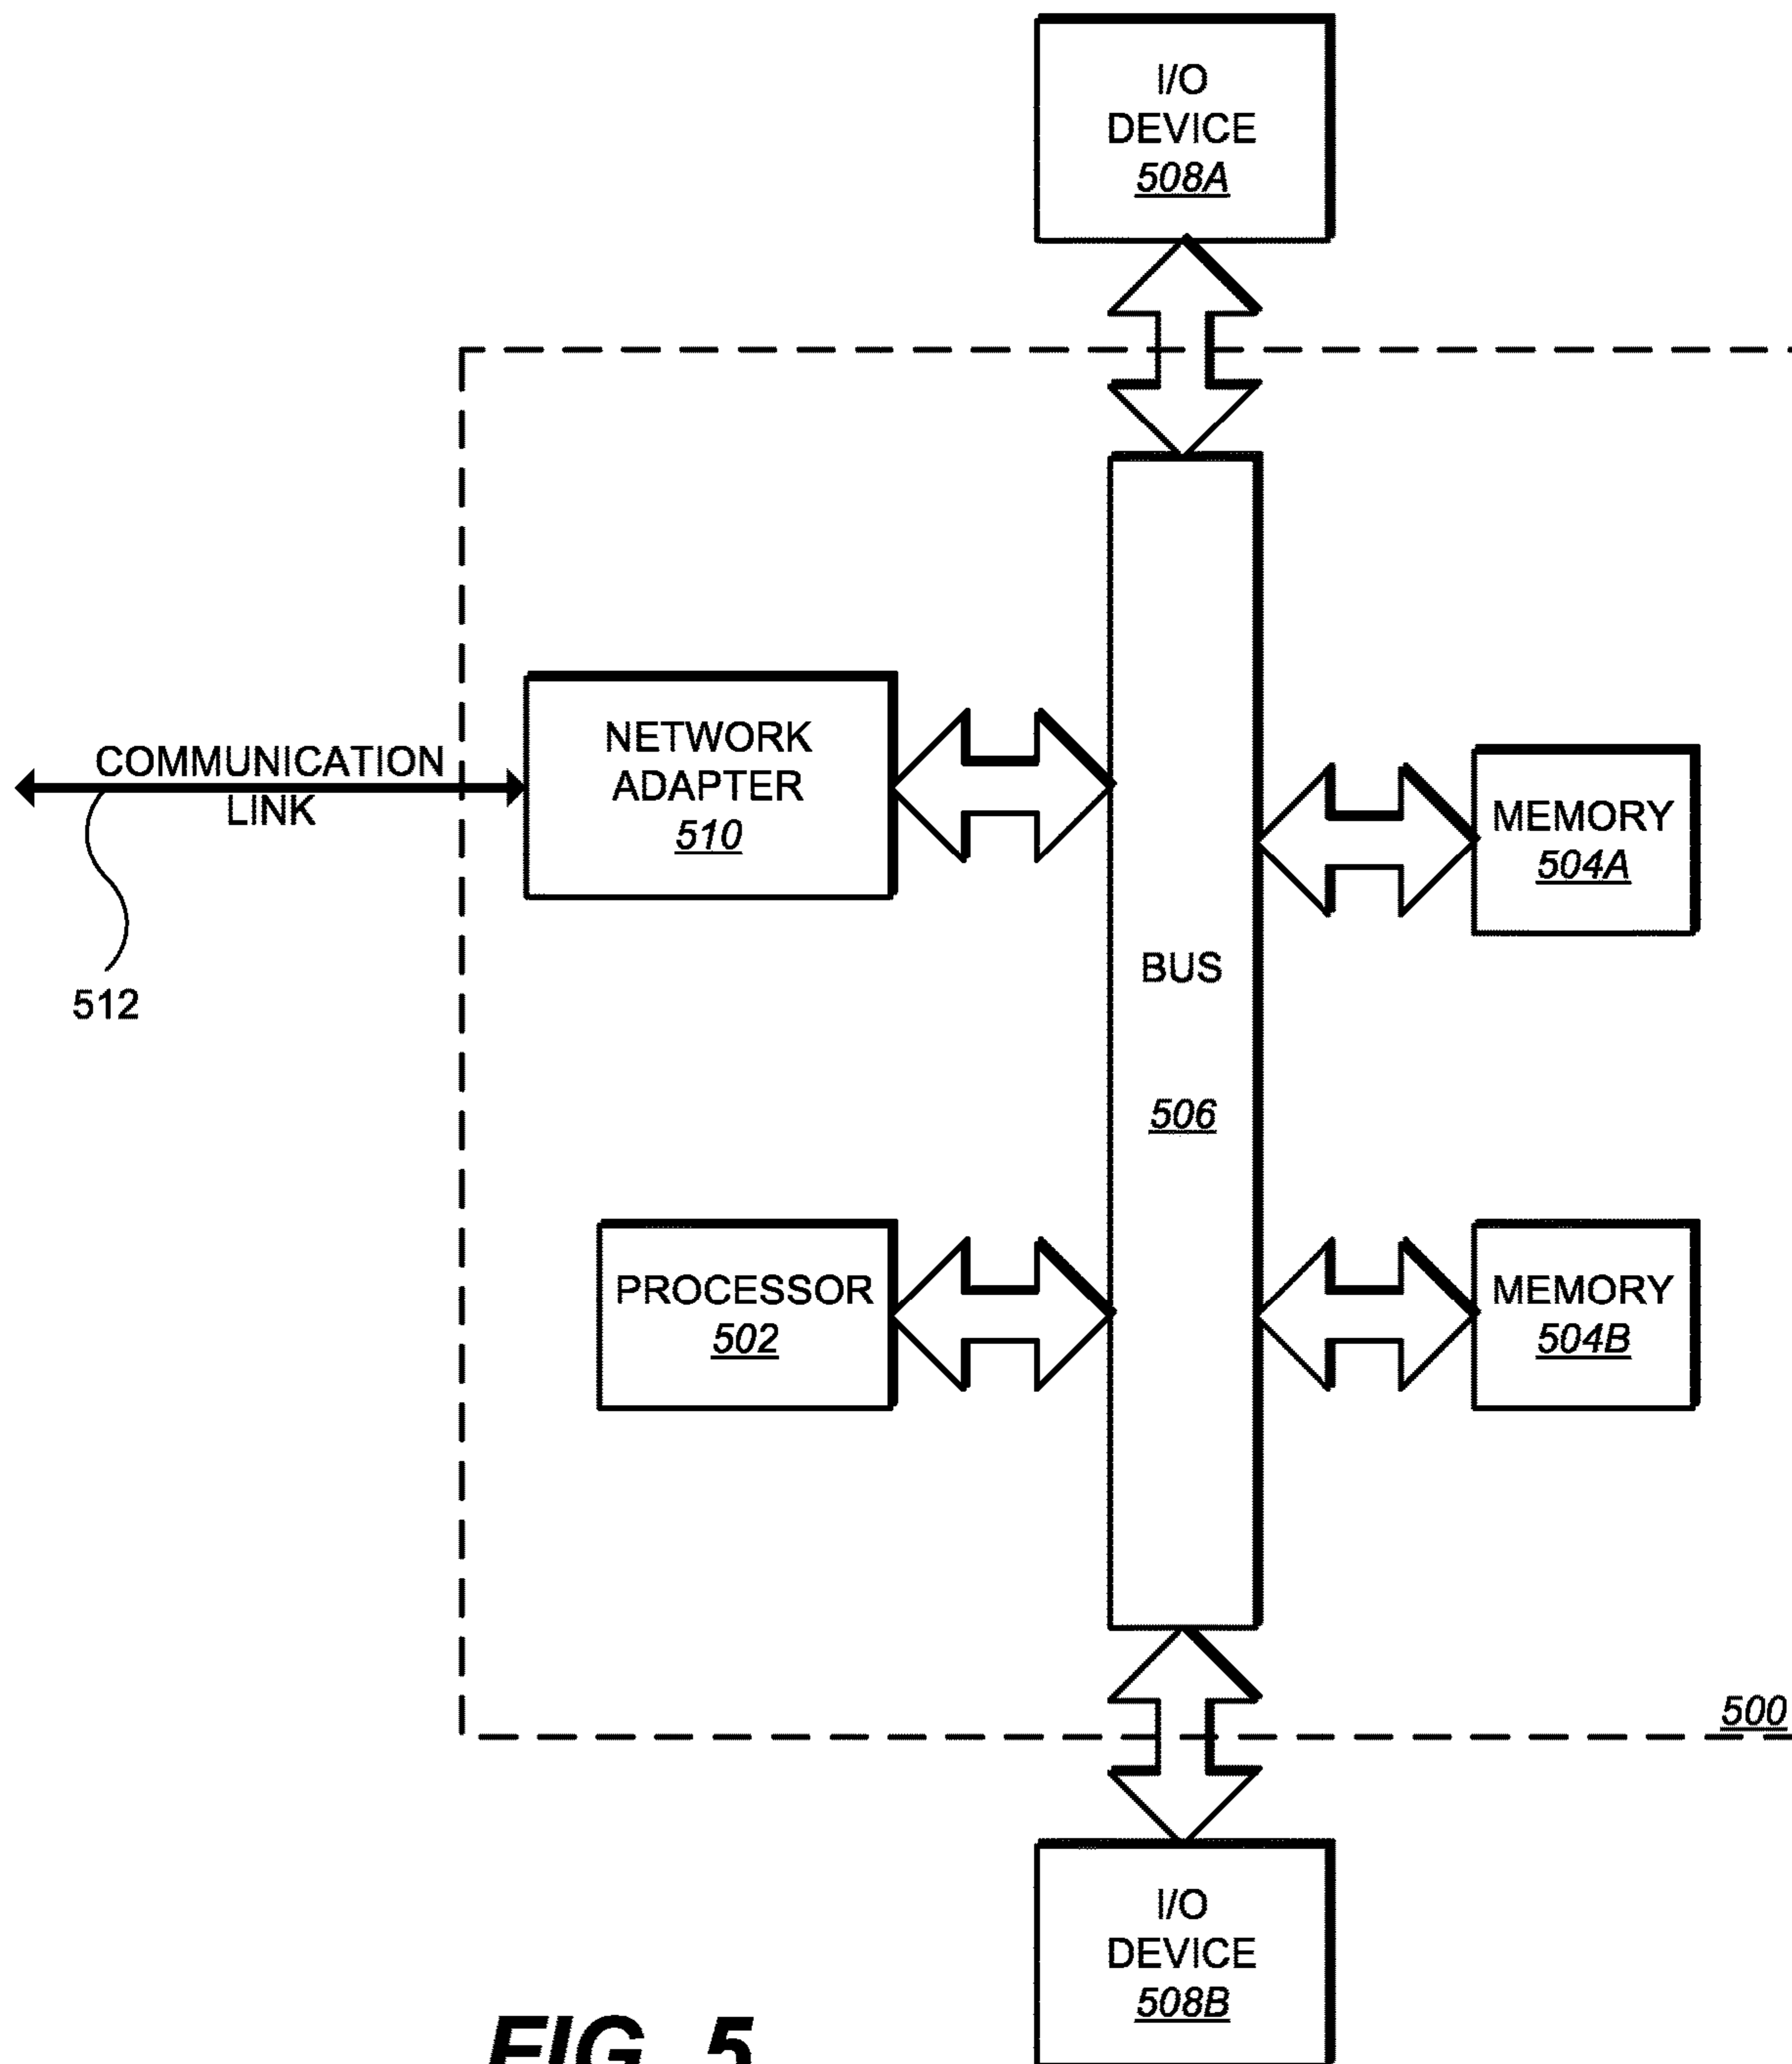 I/O
DEVICE
508A
COMMUNICATION
LINK
512
NETWORK
ADAPTER
510
MEMORY
504A
BUS
506
PROCESSOR
502
MEMORY
504B
500
I/O
DEVICE
508B
FIG. 5